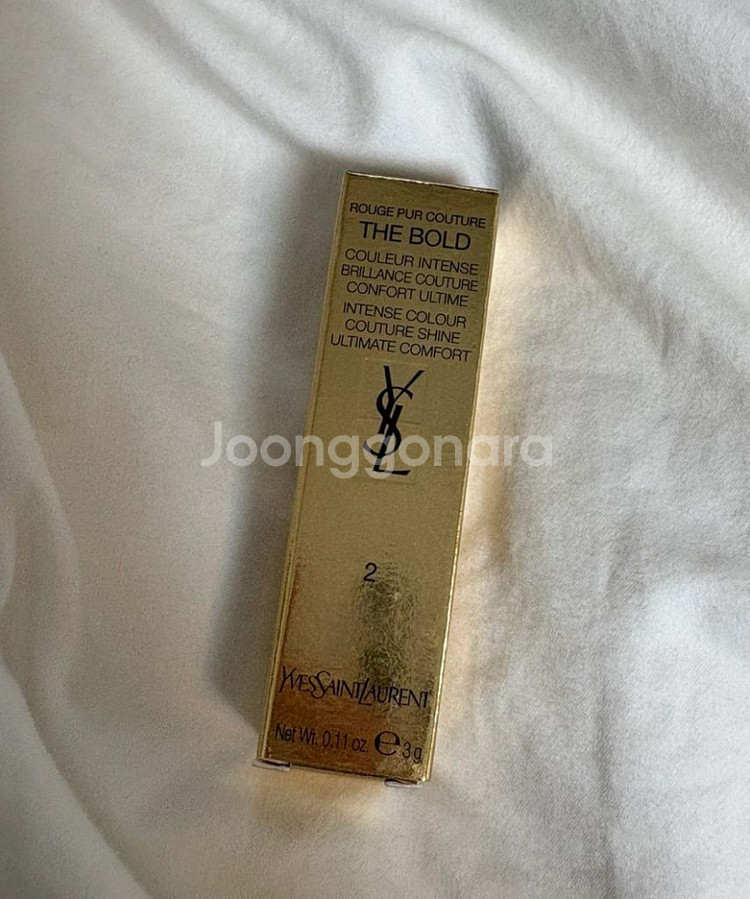 ROUGE PUR COUTURE
THE BOLD
COULEUR INTENSE
BRILLANCE COUTURE
CONFORT ULTIME
INTENSE COLOUR
COUTURE SHINE
ULTIMATE COMFORT
YSL
Joonggonara
2
YVESSAINTLAURENT
Net Wt. 0.11 oz. ℮ 3 g